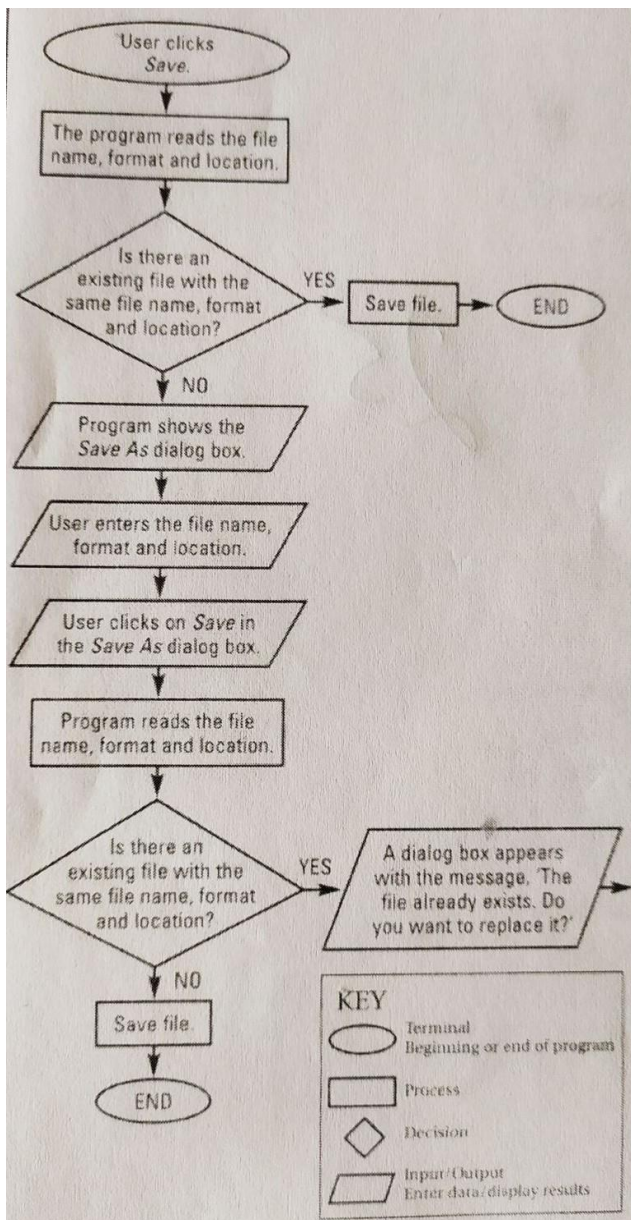 User clicks
Save.
The program reads the file
name, format and location.
Is there an
existing file with the
same file name, format
and location?
YES
Save file.
END
NO
Program shows the
Save As dialog box.
User enters the file name,
format and location.
User clicks on Save in
the Save As dialog box.
Program reads the file
name, format and location.
Is there an
existing file with the
same file name, format
and location?
YES
A dialog box appears
with the message, 'The
file already exists. Do
you want to replace it?'
NO
Save file.
END
KEY
Terminal
Beginning or end of program
Process
Decision
Input/Output
Enter data/display results